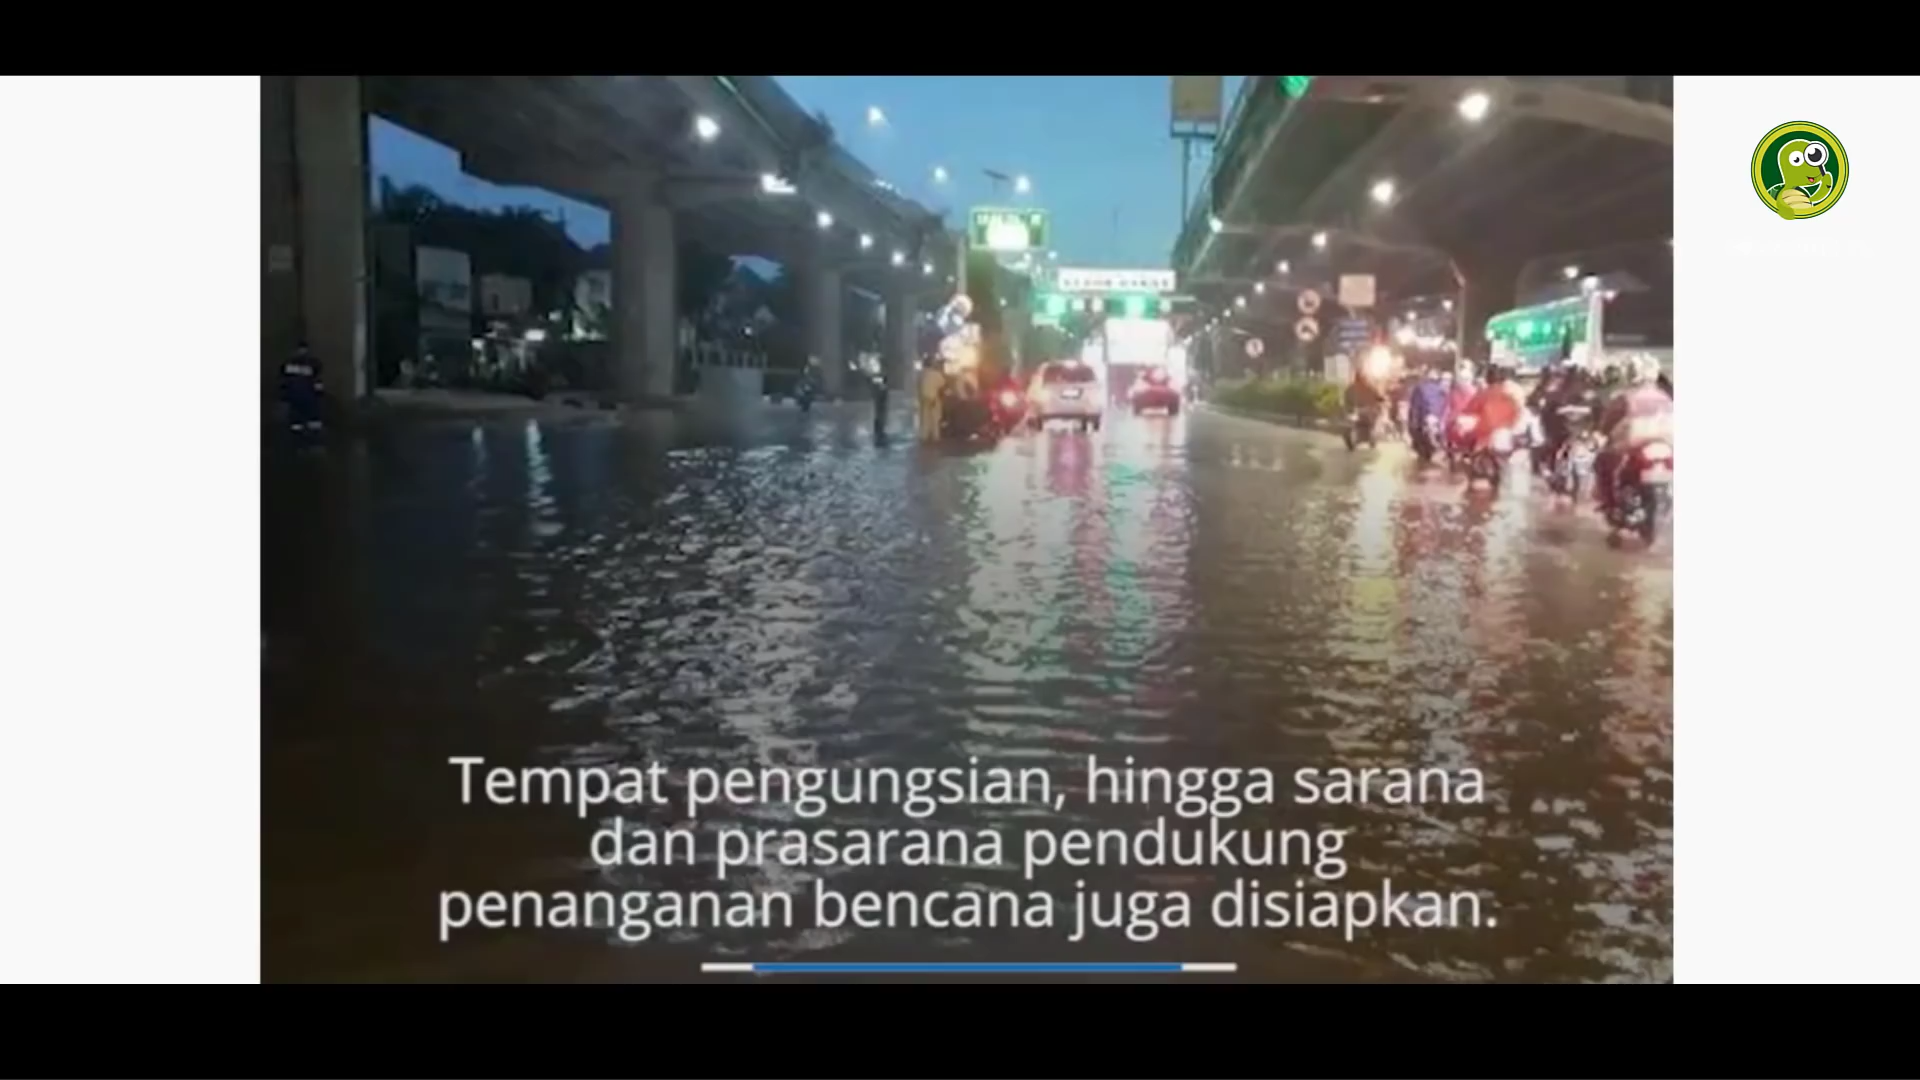 Tempat pengungsian, hingga sarana
dan prasarana pendukung
penanganan bencana juga disiapkan.